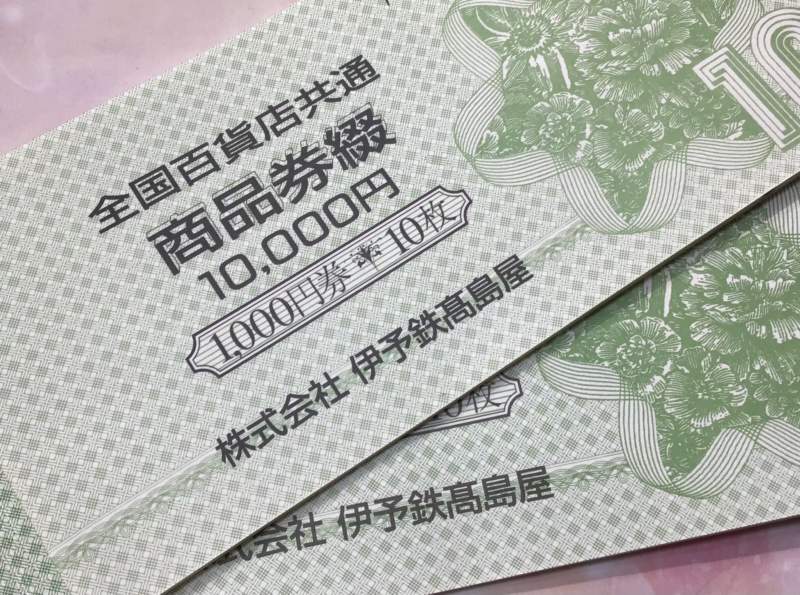 全国百貨店共通
商品券綴
10,000円
1,000円券 10枚
株式会社 伊予鉄髙島屋
10
枚
式会社 伊予鉄髙島屋